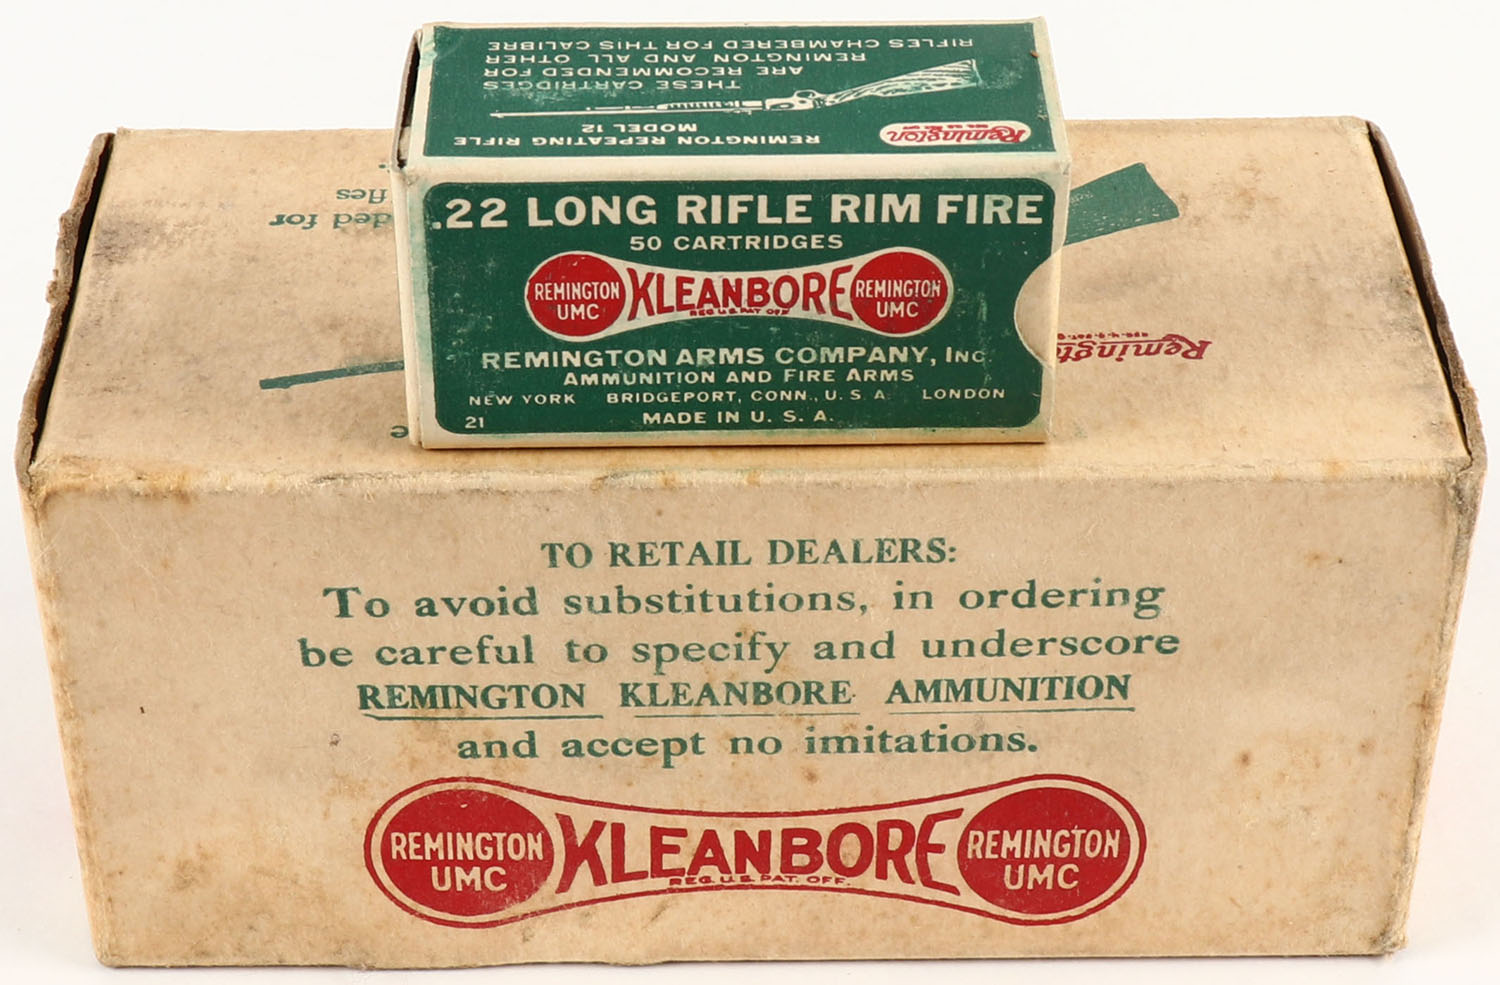 REMINGTON REPEATING RIFLE
MODEL 12
THESE CARTRIDGES
ARE RECOMMENDED FOR
REMINGTON AND ALL OTHER
RIFLES CHAMBERED FOR THIS CALIBRE
Remington
.22 LONG RIFLE RIM FIRE
50 CARTRIDGES
REMINGTON
UMC
KLEANBORE
REG. U.S. PAT. OFF.
REMINGTON
UMC
REMINGTON ARMS COMPANY, INC.
AMMUNITION AND FIRE ARMS
NEW YORK BRIDGEPORT, CONN., U. S. A. LONDON
21 MADE IN U. S. A.
Remington
ded for
fles
TO RETAIL DEALERS:
To avoid substitutions, in ordering
be careful to specify and underscore
REMINGTON KLEANBORE AMMUNITION
and accept no imitations.
REMINGTON
UMC
KLEANBORE
REG. U.S. PAT. OFF.
REMINGTON
UMC